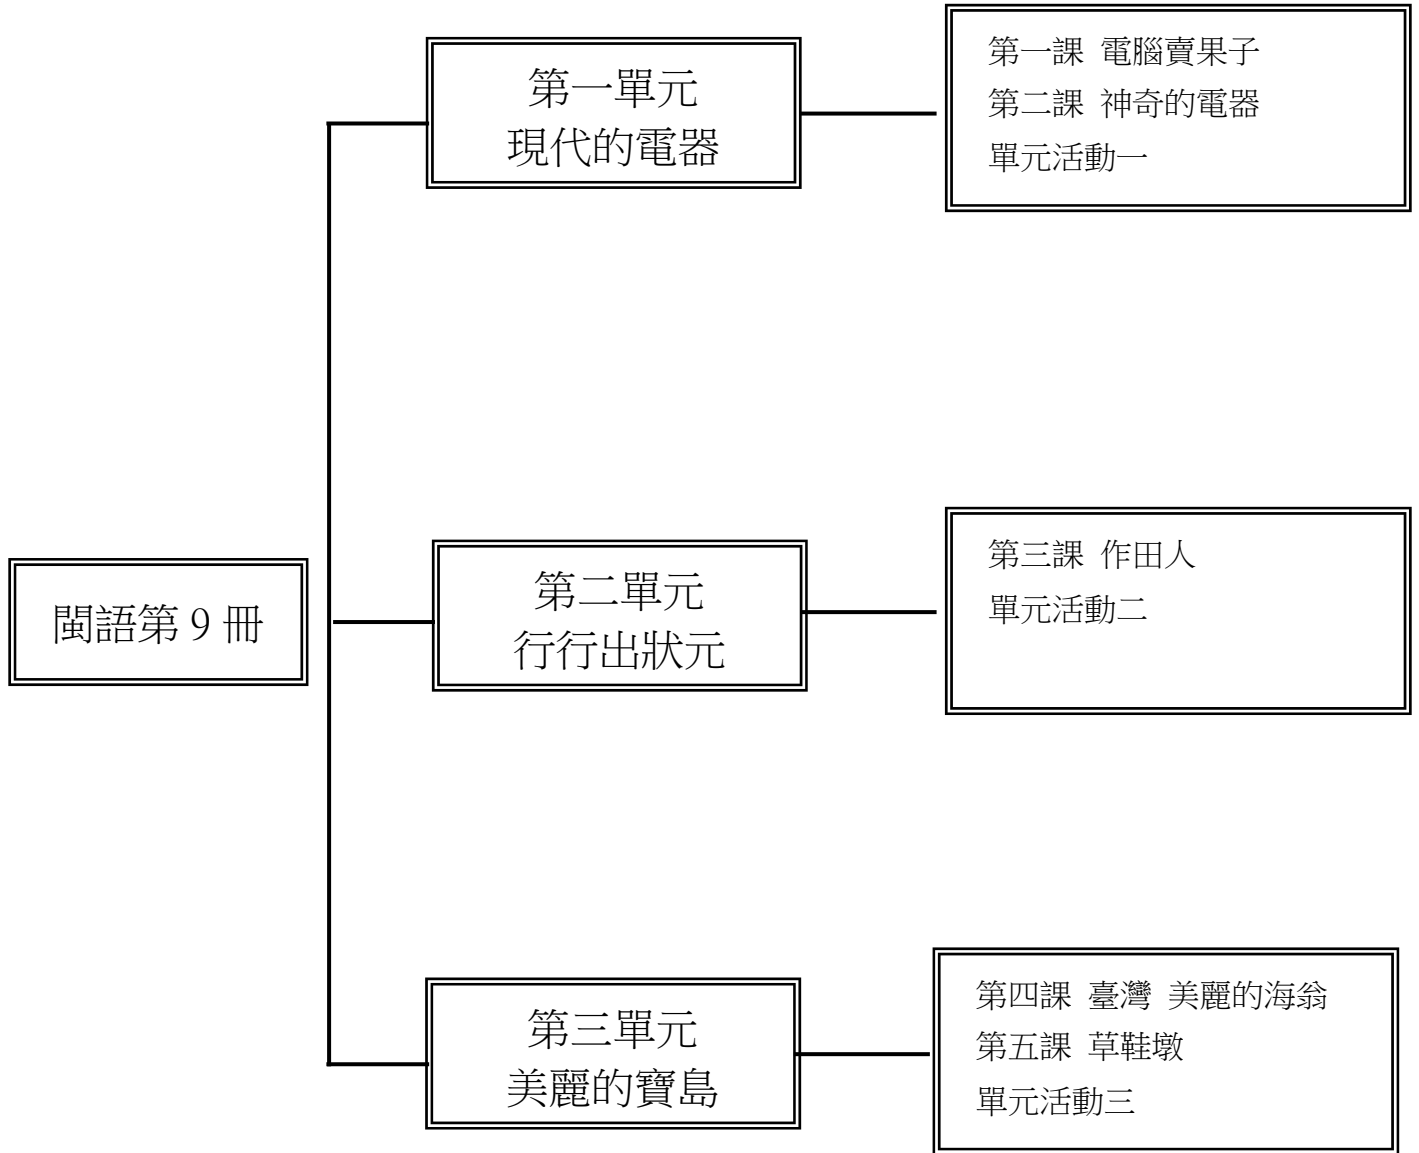 閩語第 9 冊
第一單元
現代的電器
第一課 電腦賣果子
第二課 神奇的電器
單元活動一
第二單元
行行出狀元
第三課 作田人
單元活動二
第三單元
美麗的寶島
第四課 臺灣 美麗的海翁
第五課 草鞋墩
單元活動三